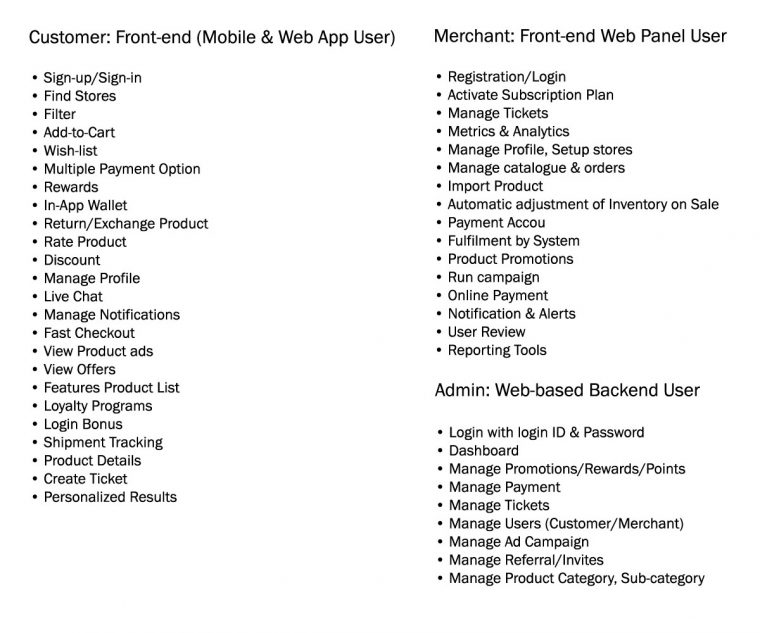 Customer: Front-end (Mobile & Web App User)
• Sign-up/Sign-in
• Find Stores
• Filter
• Add-to-Cart
• Wish-list
• Multiple Payment Option
• Rewards
• In-App Wallet
• Return/Exchange Product
• Rate Product
• Discount
• Manage Profile
• Live Chat
• Manage Notifications
• Fast Checkout
• View Product ads
• View Offers
• Features Product List
• Loyalty Programs
• Login Bonus
• Shipment Tracking
• Product Details
• Create Ticket
• Personalized Results
Merchant: Front-end Web Panel User
• Registration/Login
• Activate Subscription Plan
• Manage Tickets
• Metrics & Analytics
• Manage Profile, Setup stores
• Manage catalogue & orders
• Import Product
• Automatic adjustment of Inventory on Sale
• Payment Accou
• Fulfilment by System
• Product Promotions
• Run campaign
• Online Payment
• Notification & Alerts
• User Review
• Reporting Tools
Admin: Web-based Backend User
• Login with login ID & Password
• Dashboard
• Manage Promotions/Rewards/Points
• Manage Payment
• Manage Tickets
• Manage Users (Customer/Merchant)
• Manage Ad Campaign
• Manage Referral/Invites
• Manage Product Category, Sub-category